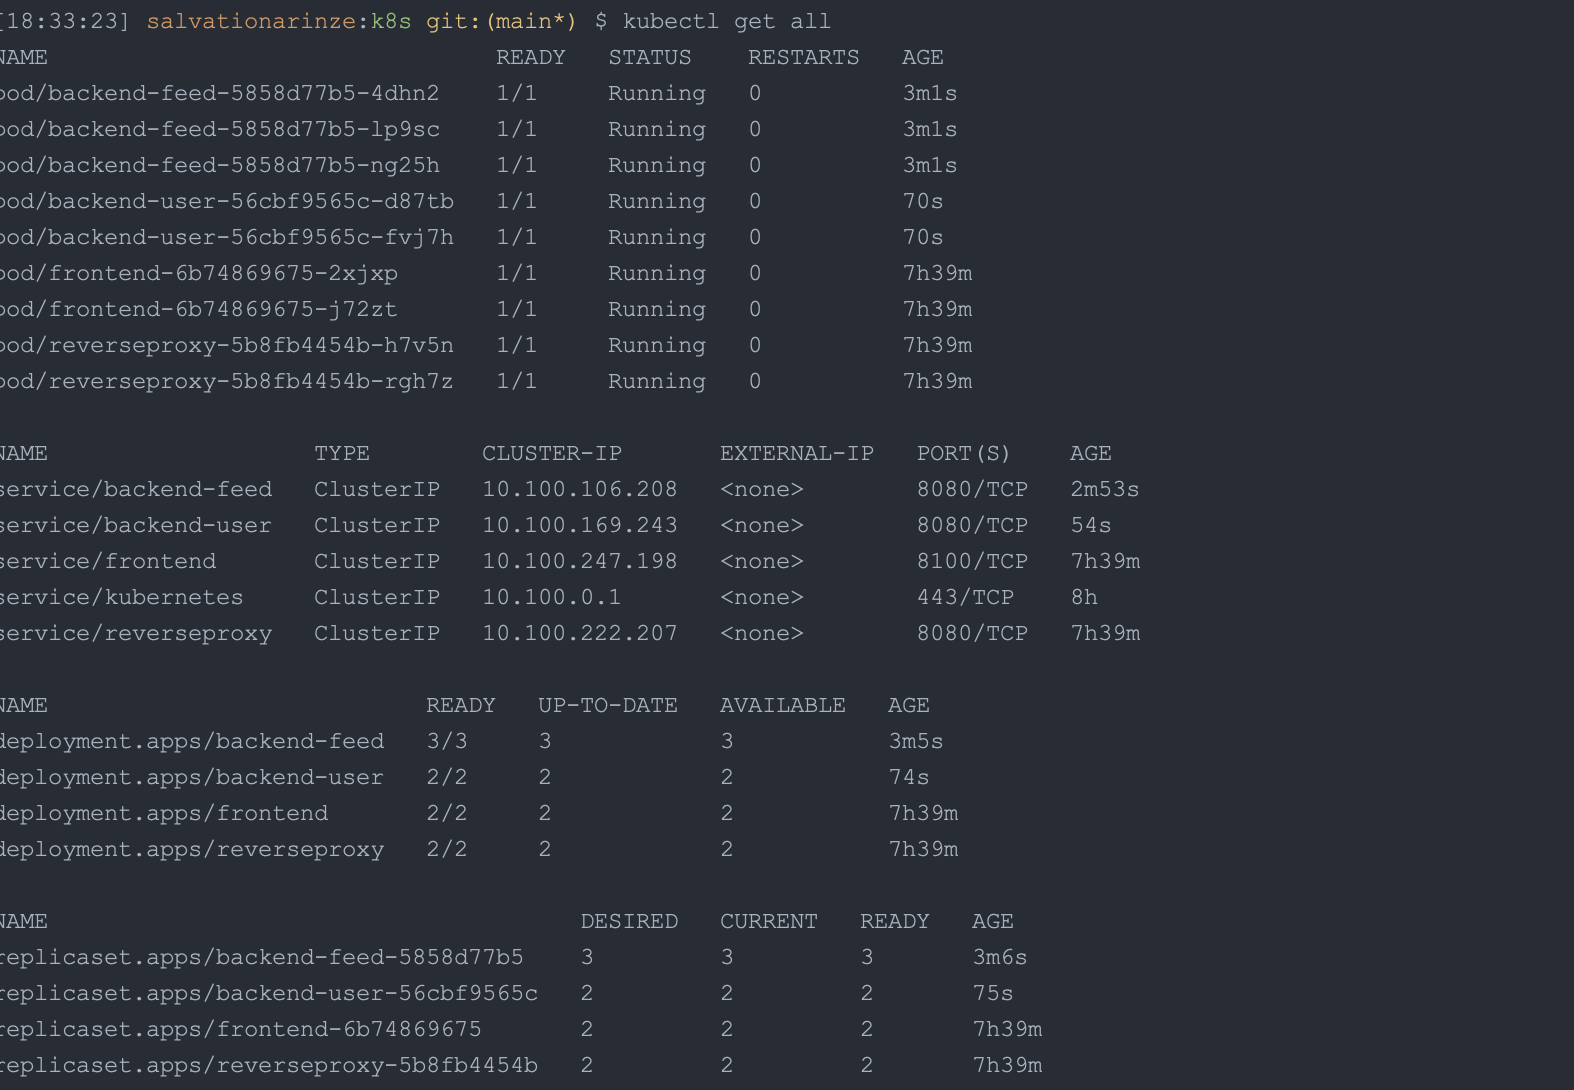 [18:33:23] salvationarinze:k8s git:(main*) $ kubectl get all
NAME READY STATUS RESTARTS AGE
pod/backend-feed-5858d77b5-4dhn2 1/1 Running 0 3m1s
pod/backend-feed-5858d77b5-lp9sc 1/1 Running 0 3m1s
pod/backend-feed-5858d77b5-ng25h 1/1 Running 0 3m1s
pod/backend-user-56cbf9565c-d87tb 1/1 Running 0 70s
pod/backend-user-56cbf9565c-fvj7h 1/1 Running 0 70s
pod/frontend-6b74869675-2xjxp 1/1 Running 0 7h39m
pod/frontend-6b74869675-j72zt 1/1 Running 0 7h39m
pod/reverseproxy-5b8fb4454b-h7v5n 1/1 Running 0 7h39m
pod/reverseproxy-5b8fb4454b-rgh7z 1/1 Running 0 7h39m
NAME TYPE CLUSTER-IP EXTERNAL-IP PORT(S) AGE
service/backend-feed ClusterIP 10.100.106.208 <none> 8080/TCP 2m53s
service/backend-user ClusterIP 10.100.169.243 <none> 8080/TCP 54s
service/frontend ClusterIP 10.100.247.198 <none> 8100/TCP 7h39m
service/kubernetes ClusterIP 10.100.0.1 <none> 443/TCP 8h
service/reverseproxy ClusterIP 10.100.222.207 <none> 8080/TCP 7h39m
NAME READY UP-TO-DATE AVAILABLE AGE
deployment.apps/backend-feed 3/3 3 3 3m5s
deployment.apps/backend-user 2/2 2 2 74s
deployment.apps/frontend 2/2 2 2 7h39m
deployment.apps/reverseproxy 2/2 2 2 7h39m
NAME DESIRED CURRENT READY AGE
replicaset.apps/backend-feed-5858d77b5 3 3 3 3m6s
replicaset.apps/backend-user-56cbf9565c 2 2 2 75s
replicaset.apps/frontend-6b74869675 2 2 2 7h39m
replicaset.apps/reverseproxy-5b8fb4454b 2 2 2 7h39m